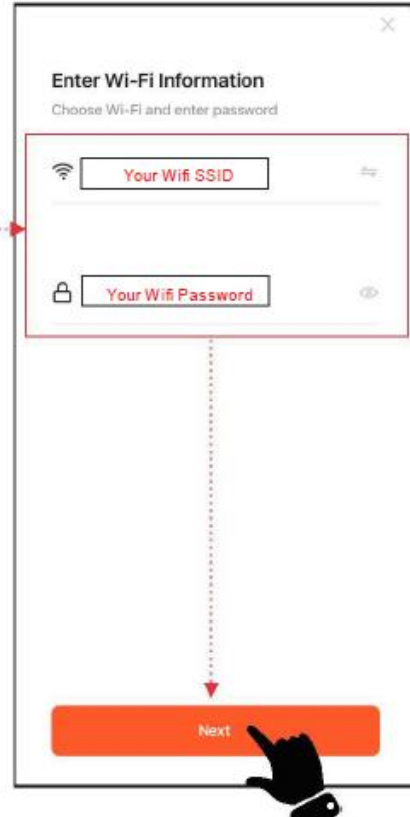 Enter Wi-Fi Information
Choose Wi-Fi and enter password
Your Wifi SSID
Your Wifi Password
Next